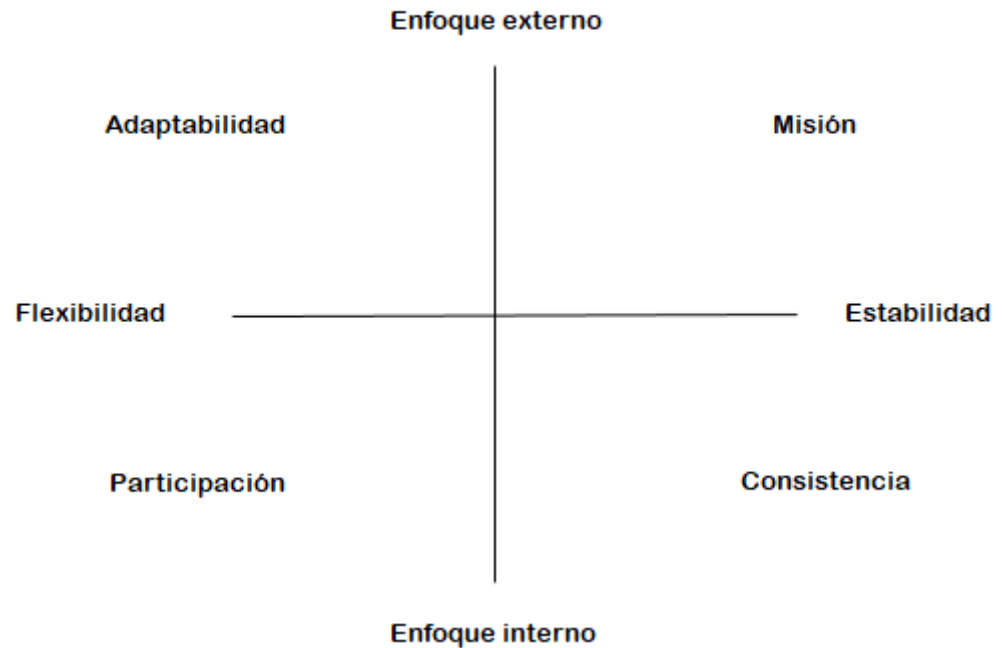 Enfoque externo
Adaptabilidad
Misión
Flexibilidad
Estabilidad
Participación
Consistencia
Enfoque interno